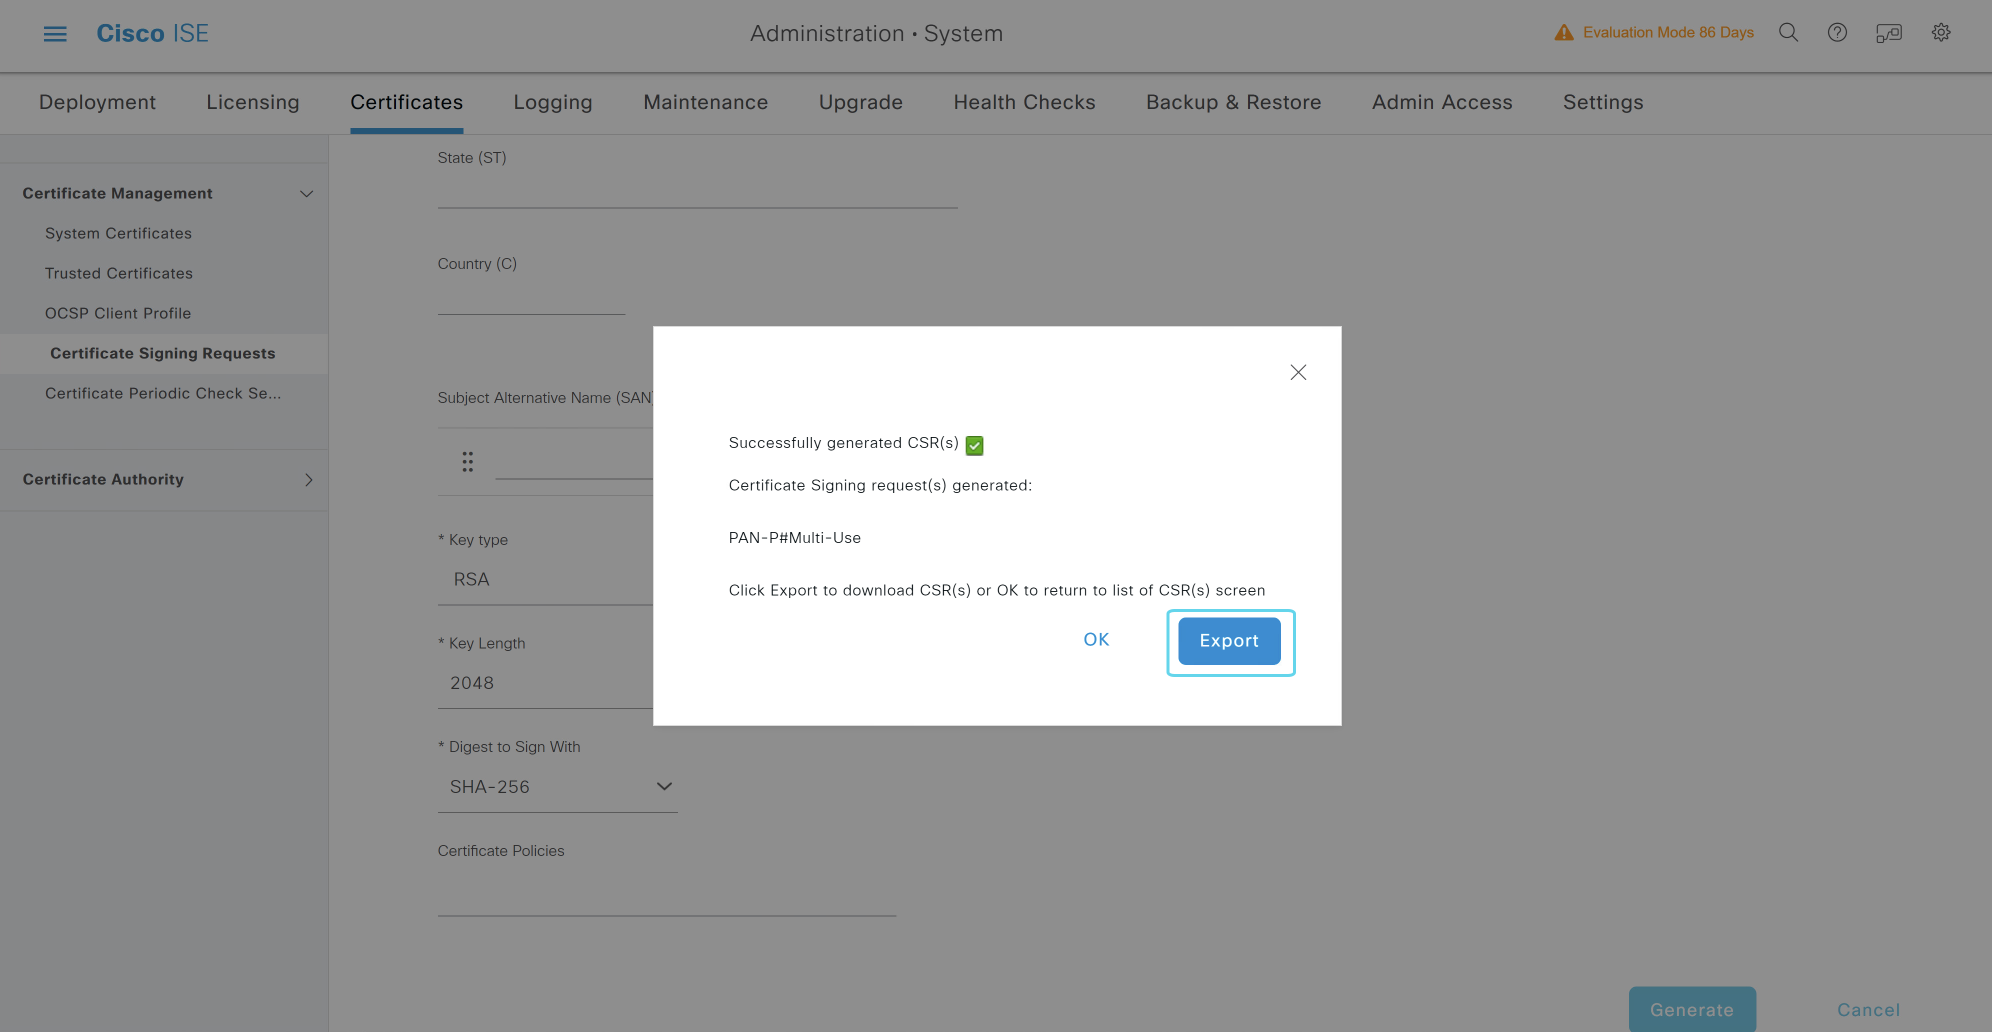 Cisco ISE
Administration · System
Evaluation Mode 86 Days
Deployment
Licensing
Certificates
Logging
Maintenance
Upgrade
Health Checks
Backup & Restore
Admin Access
Settings
Certificate Management
System Certificates
Trusted Certificates
OCSP Client Profile
Certificate Signing Requests
Certificate Periodic Check Se...
Certificate Authority
State (ST)
Country (C)
Subject Alternative Name (SAN)
* Key type
RSA
* Key Length
2048
* Digest to Sign With
SHA-256
Certificate Policies
Successfully generated CSR(s)
Certificate Signing request(s) generated:
PAN-P#Multi-Use
Click Export to download CSR(s) or OK to return to list of CSR(s) screen
OK
Export
Generate
Cancel